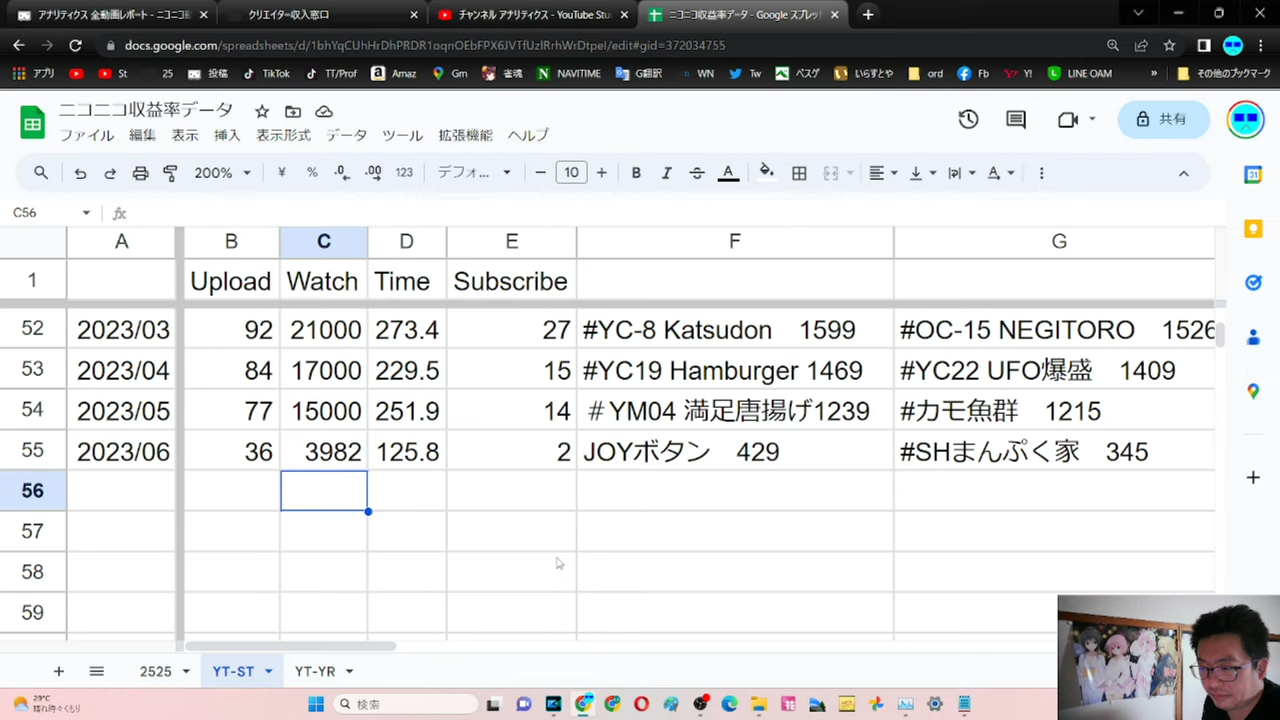 アナリティクス 全動画レポート - ニコニコ
クリエイター収入窓口
チャンネル アナリティクス - YouTube Stu
ニコニコ収益率データ - Google スプレッ
docs.google.com/spreadsheets/d/1bhYqCUhHrDhPRDR1oqnOEbFPX6JVTfUzlRrhWrDtpeI/edit#gid=372034755
アプリ St 25 投稿 TikTok TT/Prof Amaz Gm 雀魂 NAVITIME G翻訳 WN Tw ペスゲ いらすとや ord Fb Y! LINE OAM » その他のブックマーク
ニコニコ収益率データ
ファイル 編集 表示 挿入 表示形式 データ ツール 拡張機能 ヘルプ
共有
200% ¥ % .0 .00 123 デフォ... − 10 + B I A
C56 fx
A B C D E F G
1 Upload Watch Time Subscribe
52 2023/03 92 21000 273.4 27 #YC-8 Katsudon 1599 #OC-15 NEGITORO 1526
53 2023/04 84 17000 229.5 15 #YC19 Hamburger 1469 #YC22 UFO爆盛 1409
54 2023/05 77 15000 251.9 14 ＃YM04 満足唐揚げ1239 #カモ魚群 1215
55 2023/06 36 3982 125.8 2 JOYボタン 429 #SHまんぷく家 345
56
57
58
59
2525 YT-ST YT-YR
29°C
晴れ時々くもり
検索